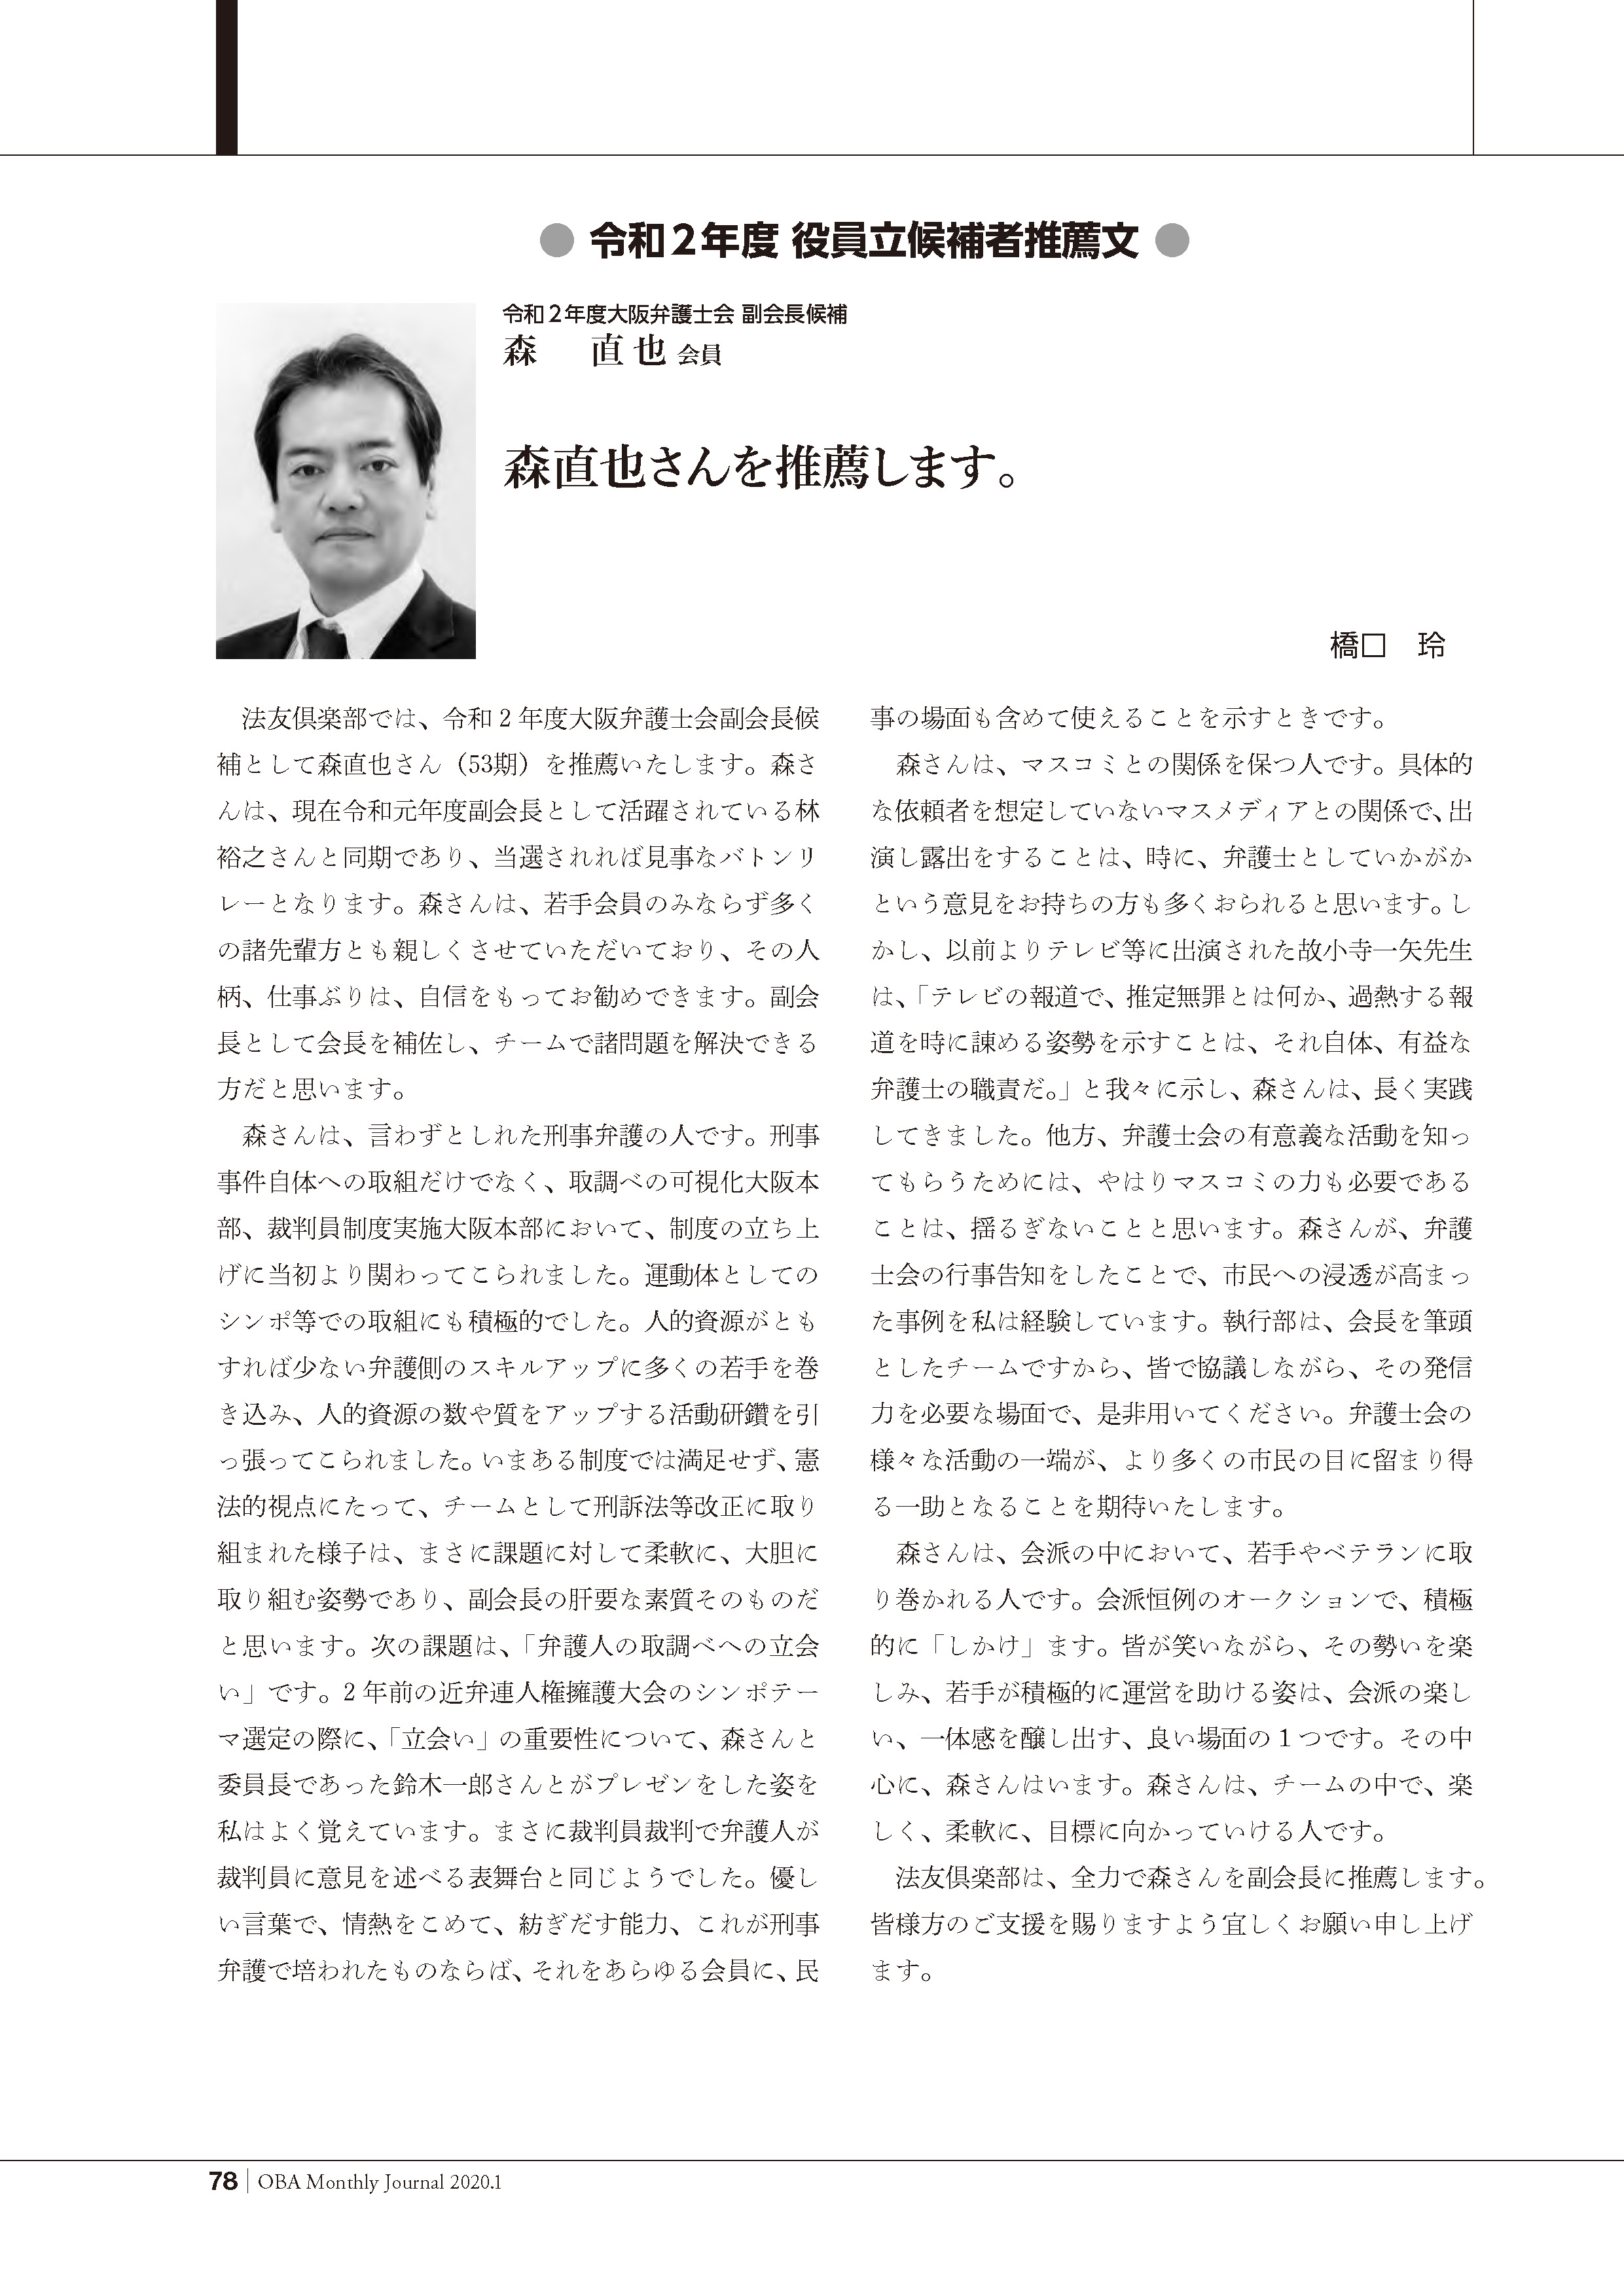 ● 令和2年度 役員立候補者推薦文 ●
令和2年度大阪弁護士会 副会長候補
森　直也 会員
森直也さんを推薦します。
橋口　玲
　法友倶楽部では、令和２年度大阪弁護士会副会長候
補として森直也さん（53期）を推薦いたします。森さ
んは、現在令和元年度副会長として活躍されている林
裕之さんと同期であり、当選されれば見事なバトンリ
レーとなります。森さんは、若手会員のみならず多く
の諸先輩方とも親しくさせていただいており、その人
柄、仕事ぶりは、自信をもってお勧めできます。副会
長として会長を補佐し、チームで諸問題を解決できる
方だと思います。
　森さんは、言わずとしれた刑事弁護の人です。刑事
事件自体への取組だけでなく、取調べの可視化大阪本
部、裁判員制度実施大阪本部において、制度の立ち上
げに当初より関わってこられました。運動体としての
シンポ等での取組にも積極的でした。人的資源がとも
すれば少ない弁護側のスキルアップに多くの若手を巻
き込み、人的資源の数や質をアップする活動研鑽を引
っ張ってこられました。いまある制度では満足せず、憲
法的視点にたって、チームとして刑訴法等改正に取り
組まれた様子は、まさに課題に対して柔軟に、大胆に
取り組む姿勢であり、副会長の肝要な素質そのものだ
と思います。次の課題は、「弁護人の取調べへの立会
い」です。２年前の近弁連人権擁護大会のシンポテー
マ選定の際に、「立会い」の重要性について、森さんと
委員長であった鈴木一郎さんとがプレゼンをした姿を
私はよく覚えています。まさに裁判員裁判で弁護人が
裁判員に意見を述べる表舞台と同じようでした。優し
い言葉で、情熱をこめて、紡ぎだす能力、これが刑事
弁護で培われたものならば、それをあらゆる会員に、民
事の場面も含めて使えることを示すときです。
　森さんは、マスコミとの関係を保つ人です。具体的
な依頼者を想定していないマスメディアとの関係で、出
演し露出をすることは、時に、弁護士としていかがか
という意見をお持ちの方も多くおられると思います。し
かし、以前よりテレビ等に出演された故小寺一矢先生
は、「テレビの報道で、推定無罪とは何か、過熱する報
道を時に諌める姿勢を示すことは、それ自体、有益な
弁護士の職責だ。」と我々に示し、森さんは、長く実践
してきました。他方、弁護士会の有意義な活動を知っ
てもらうためには、やはりマスコミの力も必要である
ことは、揺るぎないことと思います。森さんが、弁護
士会の行事告知をしたことで、市民への浸透が高まっ
た事例を私は経験しています。執行部は、会長を筆頭
としたチームですから、皆で協議しながら、その発信
力を必要な場面で、是非用いてください。弁護士会の
様々な活動の一端が、より多くの市民の目に留まり得
る一助となることを期待いたします。
　森さんは、会派の中において、若手やベテランに取
り巻かれる人です。会派恒例のオークションで、積極
的に「しかけ」ます。皆が笑いながら、その勢いを楽
しみ、若手が積極的に運営を助ける姿は、会派の楽し
い、一体感を醸し出す、良い場面の１つです。その中
心に、森さんはいます。森さんは、チームの中で、楽
しく、柔軟に、目標に向かっていける人です。
　法友倶楽部は、全力で森さんを副会長に推薦します。
皆様方のご支援を賜りますよう宜しくお願い申し上げ
ます。
78 | OBA Monthly Journal 2020.1